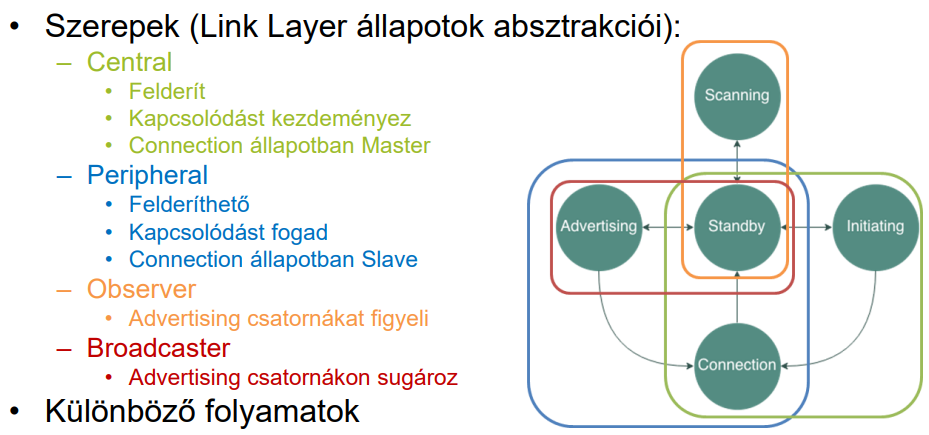 • Szerepek (Link Layer állapotok absztrakciói):
– Central
• Felderít
• Kapcsolódást kezdeményez
• Connection állapotban Master
– Peripheral
• Felderíthető
• Kapcsolódást fogad
• Connection állapotban Slave
– Observer
• Advertising csatornákat figyeli
– Broadcaster
• Advertising csatornákon sugároz
• Különböző folyamatok
Scanning
Advertising
Standby
Initiating
Connection